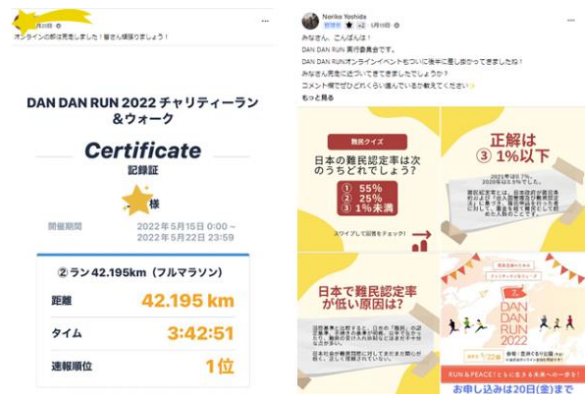 オンラインの部は完走しました！皆さん頑張りましょう！
DAN DAN RUN 2022 チャリティーラン
&ウォーク
Certificate
記録証
様
開催期間
2022年5月15日 0:00 ~
2022年5月22日 23:59
②ラン 42.195km（フルマラソン）
距離
42.195 km
タイム
3:42:51
速報順位
1位
Noriko Yoshida
みなさん、こんばんは！
DAN DAN RUN 実行委員会です。
DAN DAN RUNオンラインイベントもついに後半に差し掛かってきましたね！
みなさん完走に近づいてきてきましたでしょうか？
コメント欄でぜひどれくらい進んでいるか教えてください✨
もっと見る
難民クイズ
日本の難民認定率は次
のうちどれでしょう？
① 55%
② 25%
③ 1%未満
スワイプして回答をチェック！
正解は
③ 1%以下
日本で難民認定率
が低い原因は？
DAN
DAN
RUN
2022
RUN & PEACE！ともに生きる未来への一歩を！
お申し込みは20日(金)まで